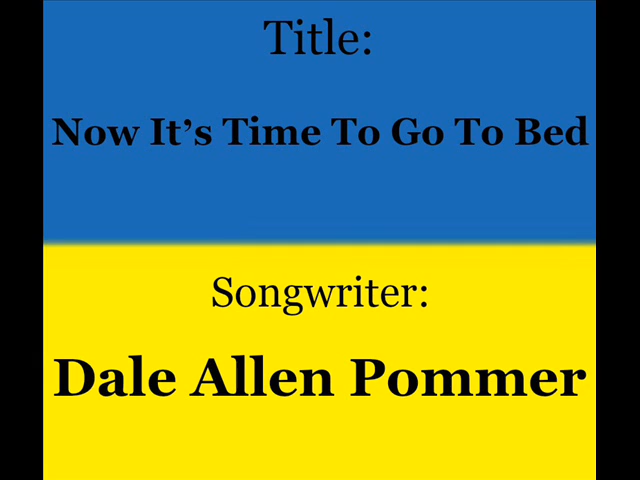 Title:
Now It’s Time To Go To Bed
Songwriter:
Dale Allen Pommer